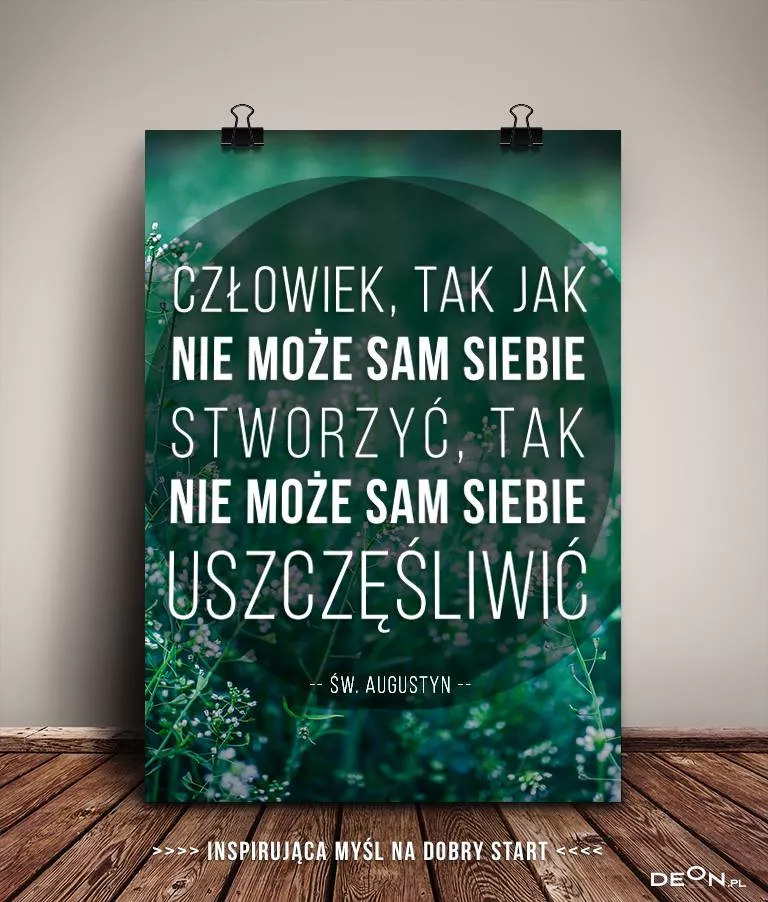 CZŁOWIEK, TAK JAK
NIE MOŻE SAM SIEBIE
STWORZYĆ, TAK
NIE MOŻE SAM SIEBIE
USZCZĘŚLIWIĆ
-- ŚW. AUGUSTYN --
>>>> INSPIRUJĄCA MYŚL NA DOBRY START <<<<
DEON.PL